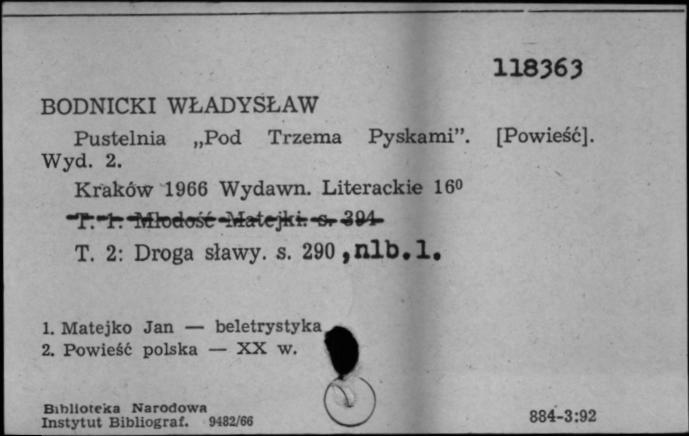 118363
BODNICKI WŁADYSŁAW
Pustelnia „Pod Trzema Pyskami”. [Powieść].
Wyd. 2.
Kraków 1966 Wydawn. Literackie 16⁰
T. 1: Młodość Matejki. s. 394
T. 2: Droga sławy. s. 290 ,nlb.1.
1. Matejko Jan — beletrystyka
2. Powieść polska — XX w.
Biblioteka Narodowa
Instytut Bibliograf. 9482/66
884-3:92